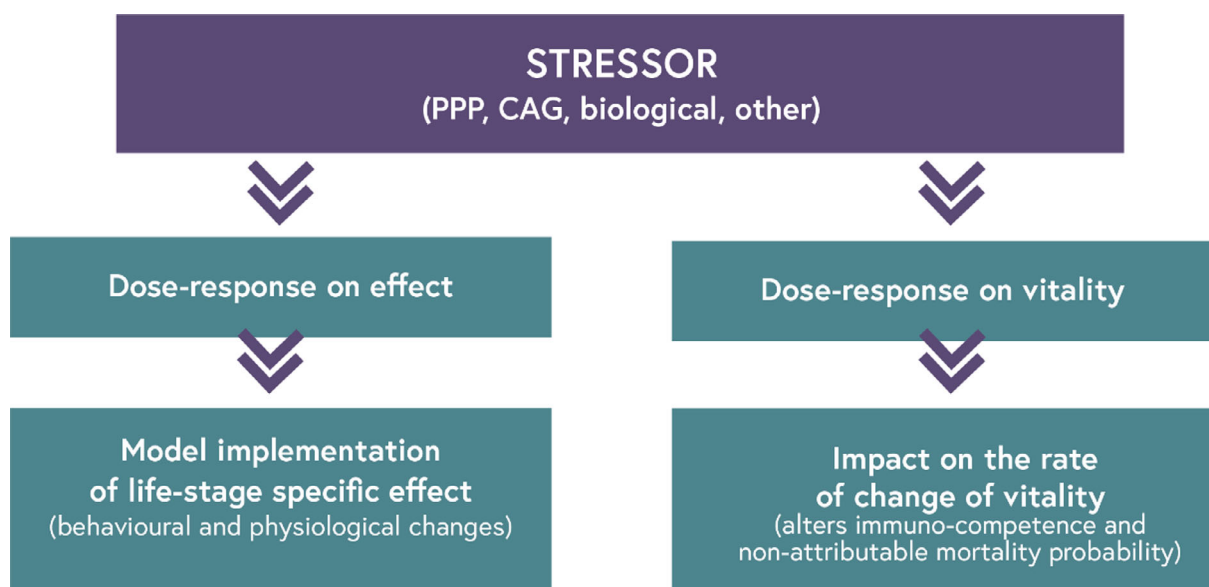 STRESSOR
(PPP, CAG, biological, other)
Dose-response on effect
Dose-response on vitality
Model implementation
of life-stage specific effect
(behavioural and physiological changes)
Impact on the rate
of change of vitality
(alters immuno-competence and
non-attributable mortality probability)